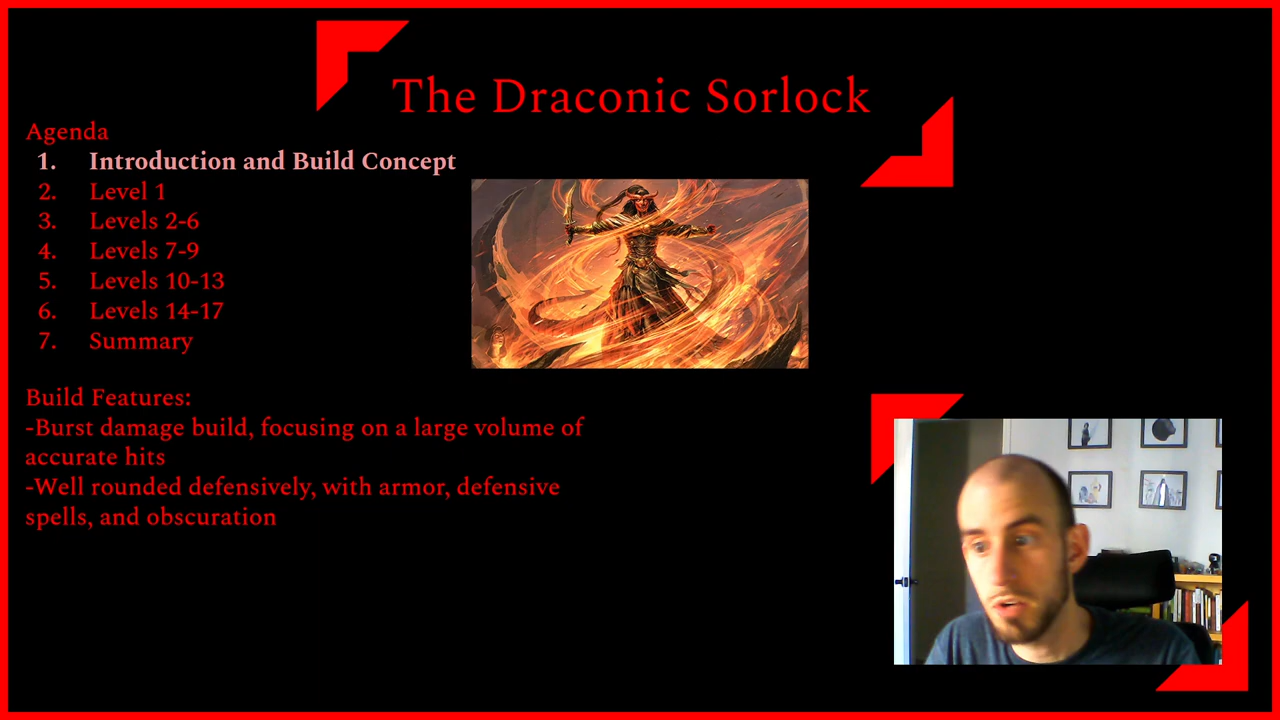 The Draconic Sorlock
Agenda
1. Introduction and Build Concept
2. Level 1
3. Levels 2-6
4. Levels 7-9
5. Levels 10-13
6. Levels 14-17
7. Summary
Build Features:
-Burst damage build, focusing on a large volume of
accurate hits
-Well rounded defensively, with armor, defensive
spells, and obscuration